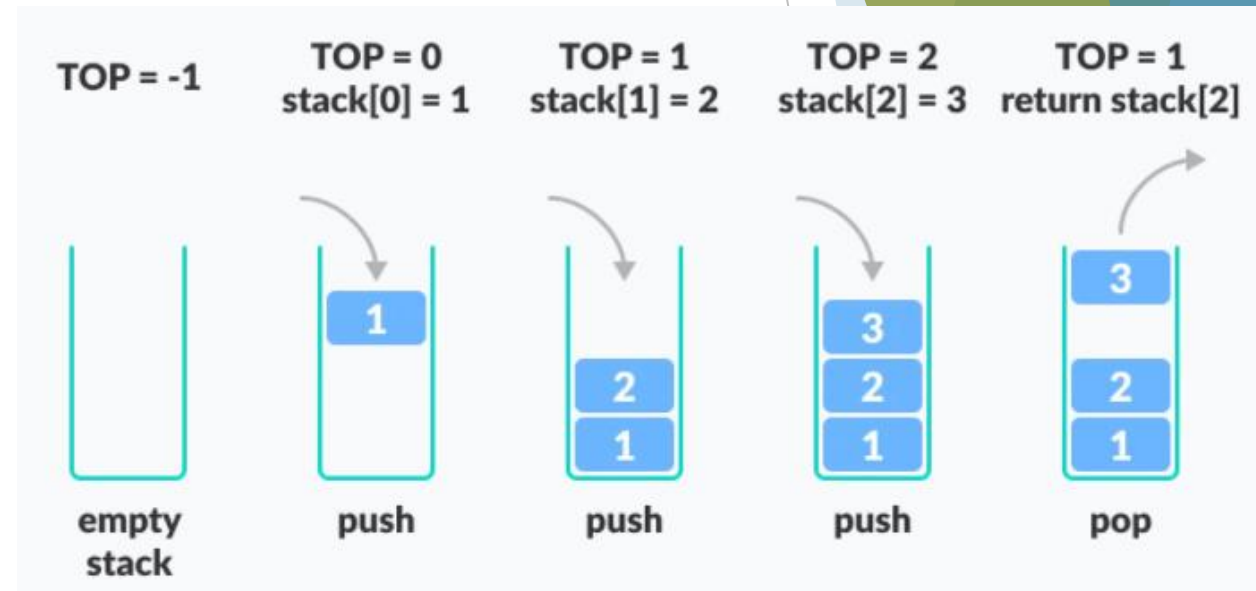 TOP = -1
TOP = 0
stack[0] = 1
TOP = 1
stack[1] = 2
TOP = 2
stack[2] = 3
TOP = 1
return stack[2]
1
2
1
3
2
1
3
2
1
empty
stack
push
push
push
pop